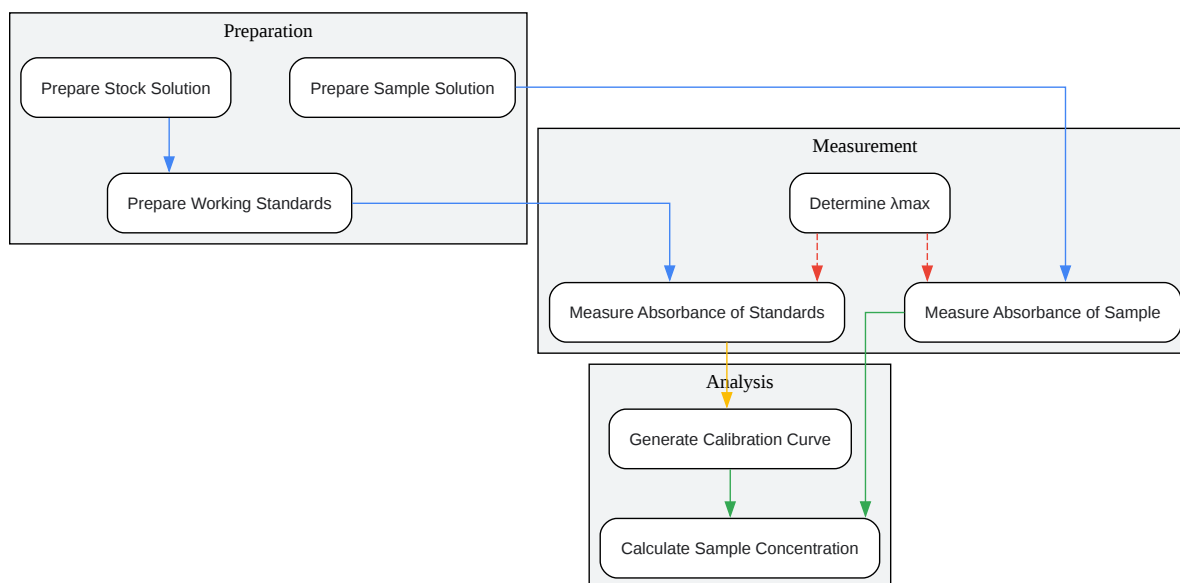 Preparation
Prepare Stock Solution
Prepare Sample Solution
Prepare Working Standards
Measurement
Determine λmax
Measure Absorbance of Standards
Measure Absorbance of Sample
Analysis
Generate Calibration Curve
Calculate Sample Concentration